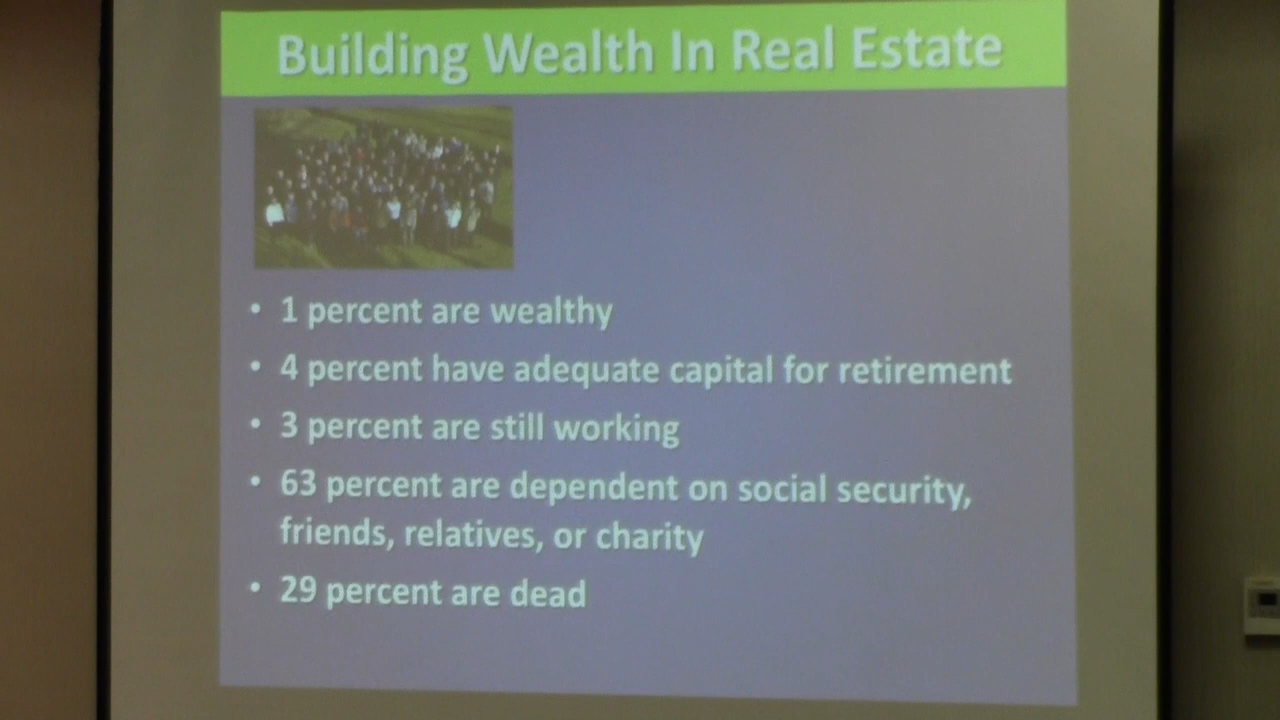 Building Wealth In Real Estate
• 1 percent are wealthy
• 4 percent have adequate capital for retirement
• 3 percent are still working
• 63 percent are dependent on social security,
friends, relatives, or charity
• 29 percent are dead